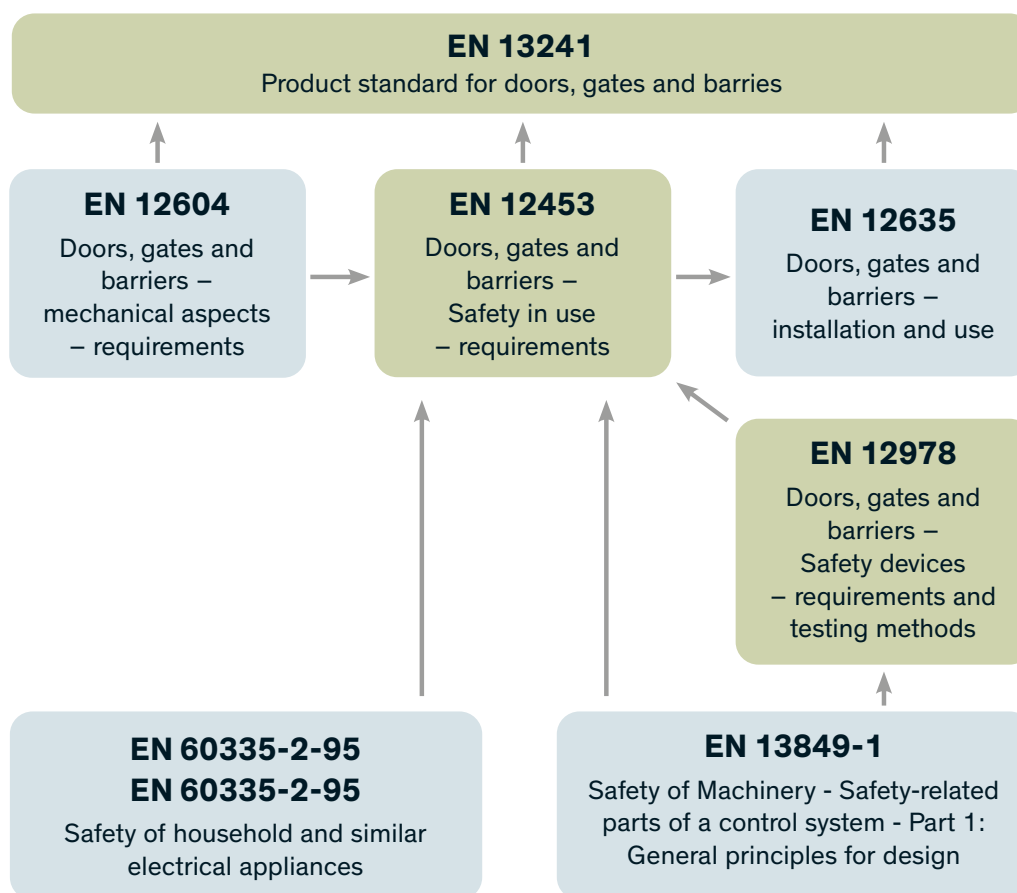 EN 13241
Product standard for doors, gates and barries
EN 12604
Doors, gates and
barriers –
mechanical aspects
– requirements
EN 12453
Doors, gates and
barriers –
Safety in use
– requirements
EN 12635
Doors, gates and
barriers –
installation and use
EN 12978
Doors, gates and
barriers –
Safety devices
– requirements and
testing methods
EN 60335-2-95
EN 60335-2-95
Safety of household and similar
electrical appliances
EN 13849-1
Safety of Machinery - Safety-related
parts of a control system - Part 1:
General principles for design